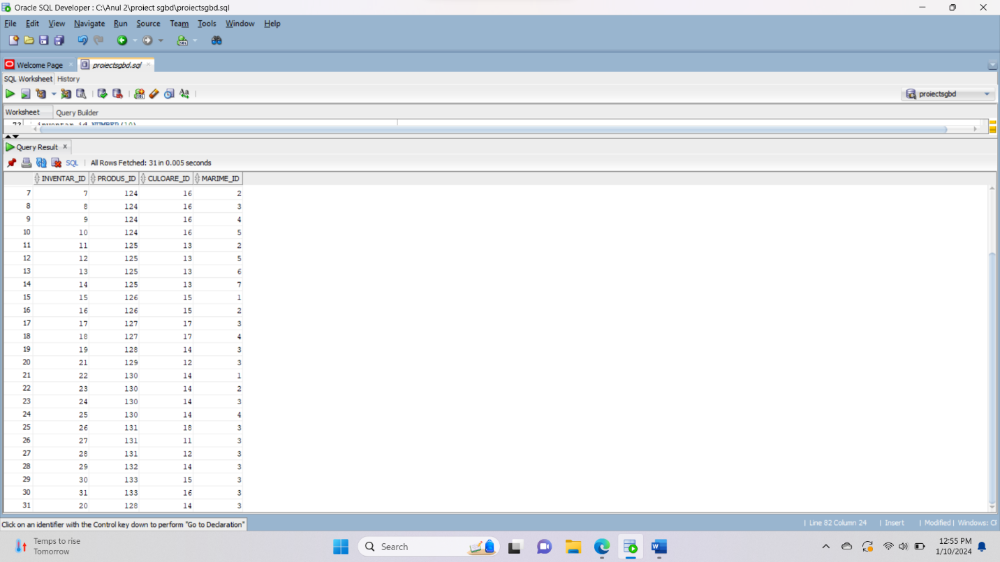 Oracle SQL Developer : C:\Anul 2\proiect sgbd\proiectsgbd.sql
File Edit View Navigate Run Source Team Tools Window Help
Welcome Page proiectsgbd.sql
SQL Worksheet History
proiectsgbd
Worksheet Query Builder
73 inventar_id NUMBER(10)
Query Result
SQL All Rows Fetched: 31 in 0.005 seconds
INVENTAR_ID PRODUS_ID CULOARE_ID MARIME_ID
7 7 124 16 2
8 8 124 16 3
9 9 124 16 4
10 10 124 16 5
11 11 125 13 2
12 12 125 13 5
13 13 125 13 6
14 14 125 13 7
15 15 126 15 1
16 16 126 15 2
17 17 127 17 3
18 18 127 17 4
19 19 128 14 3
20 21 129 12 3
21 22 130 14 1
22 23 130 14 2
23 24 130 14 3
24 25 130 14 4
25 26 131 18 3
26 27 131 11 3
27 28 131 12 3
28 29 132 14 3
29 30 133 15 3
30 31 133 16 3
31 20 128 14 3
Click on an identifier with the Control key down to perform "Go to Declaration"
Line 82 Column 24 Insert Modified Windows: C
Temps to rise
Tomorrow
Search
12:55 PM
1/10/2024